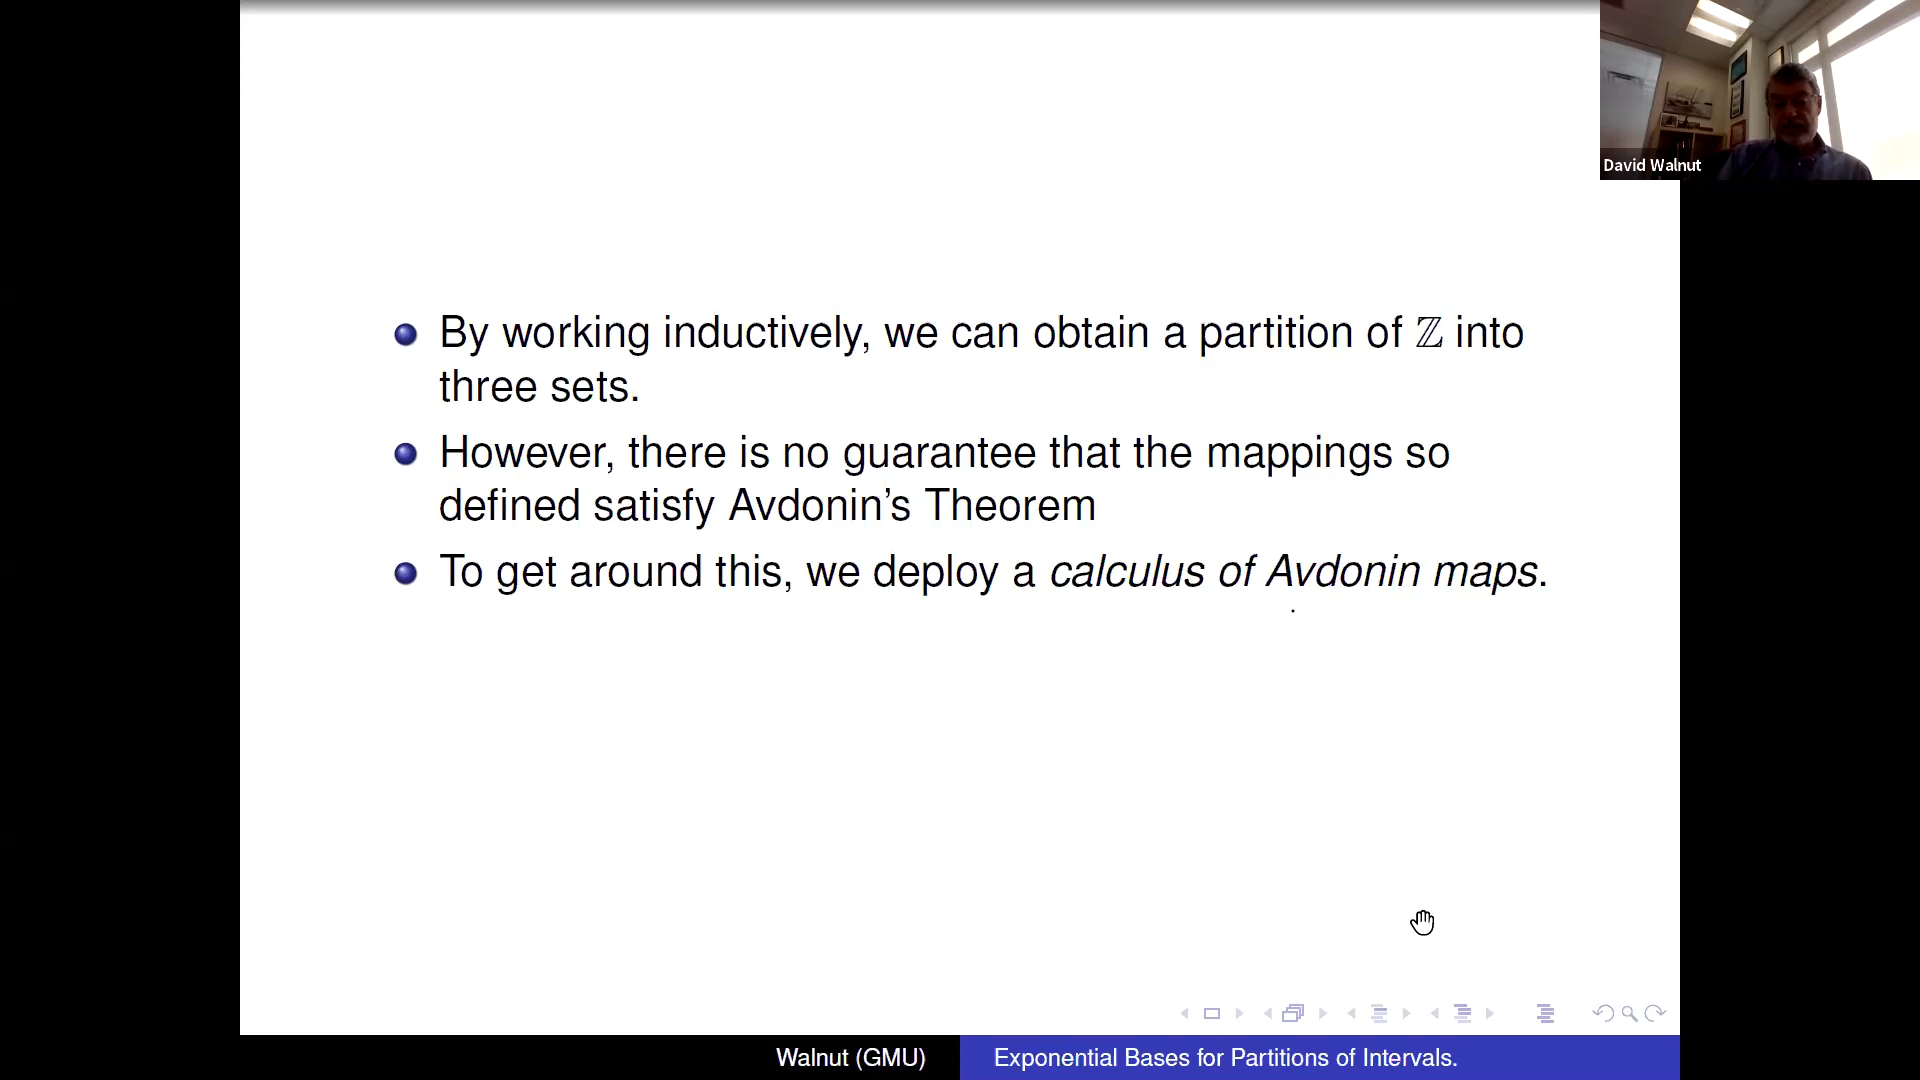 David Walnut
By working inductively, we can obtain a partition of ℤ into
three sets.
However, there is no guarantee that the mappings so
defined satisfy Avdonin’s Theorem
To get around this, we deploy a calculus of Avdonin maps.
Walnut (GMU)
Exponential Bases for Partitions of Intervals.